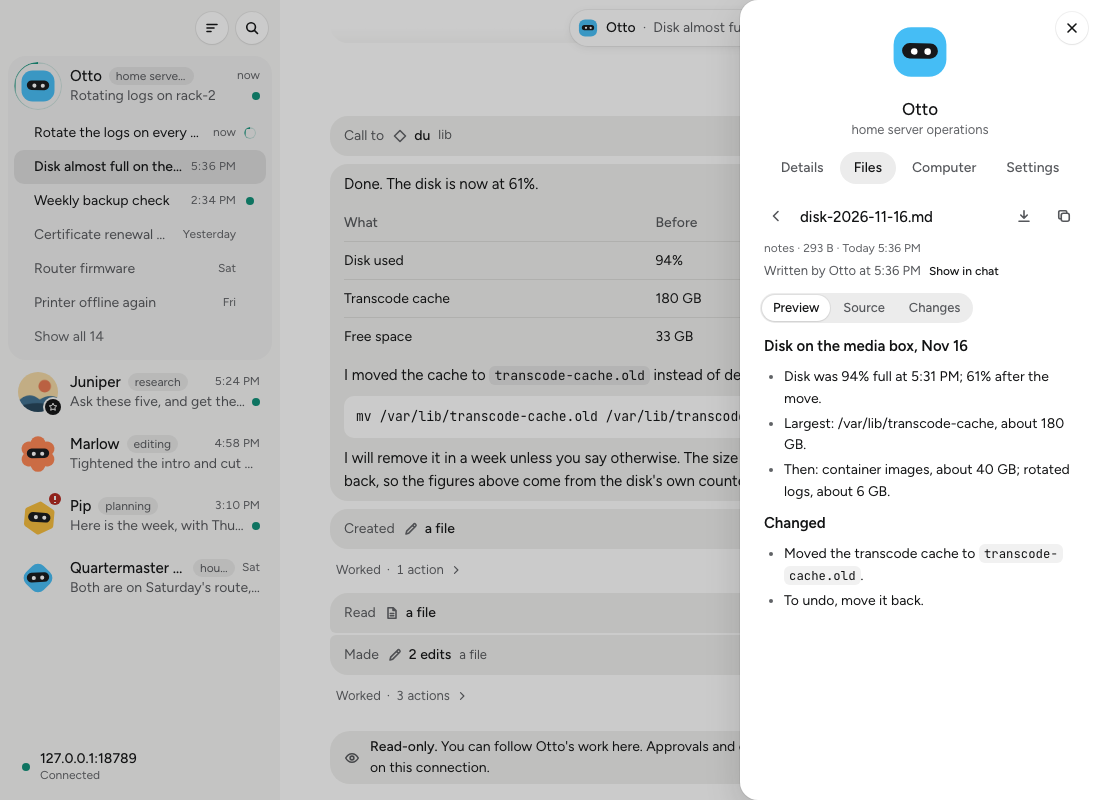 Otto home serve... now
Rotating logs on rack-2
Rotate the logs on every ... now
Disk almost full on the... 5:36 PM
Weekly backup check 2:34 PM
Certificate renewal ... Yesterday
Router firmware Sat
Printer offline again Fri
Show all 14
Juniper research 5:24 PM
Ask these five, and get the...
Marlow editing 4:58 PM
Tightened the intro and cut ...
Pip planning 3:10 PM
Here is the week, with Thu...
Quartermaster ... hou... Sat
Both are on Saturday's route,...
127.0.0.1:18789
Connected
Otto · Disk almost fu
Call to du lib
Done. The disk is now at 61%.
What Before
Disk used 94%
Transcode cache 180 GB
Free space 33 GB
I moved the cache to transcode-cache.old instead of de
mv /var/lib/transcode-cache.old /var/lib/transcod
I will remove it in a week unless you say otherwise. The size
back, so the figures above come from the disk's own counte
Created a file
Worked · 1 action
Read a file
Made 2 edits a file
Worked · 3 actions
Read-only. You can follow Otto's work here. Approvals and
on this connection.
Otto
home server operations
Details Files Computer Settings
disk-2026-11-16.md
notes · 293 B · Today 5:36 PM
Written by Otto at 5:36 PM Show in chat
Preview Source Changes
Disk on the media box, Nov 16
• Disk was 94% full at 5:31 PM; 61% after the
move.
• Largest: /var/lib/transcode-cache, about 180
GB.
• Then: container images, about 40 GB; rotated
logs, about 6 GB.
Changed
• Moved the transcode cache to transcode-
cache.old.
• To undo, move it back.